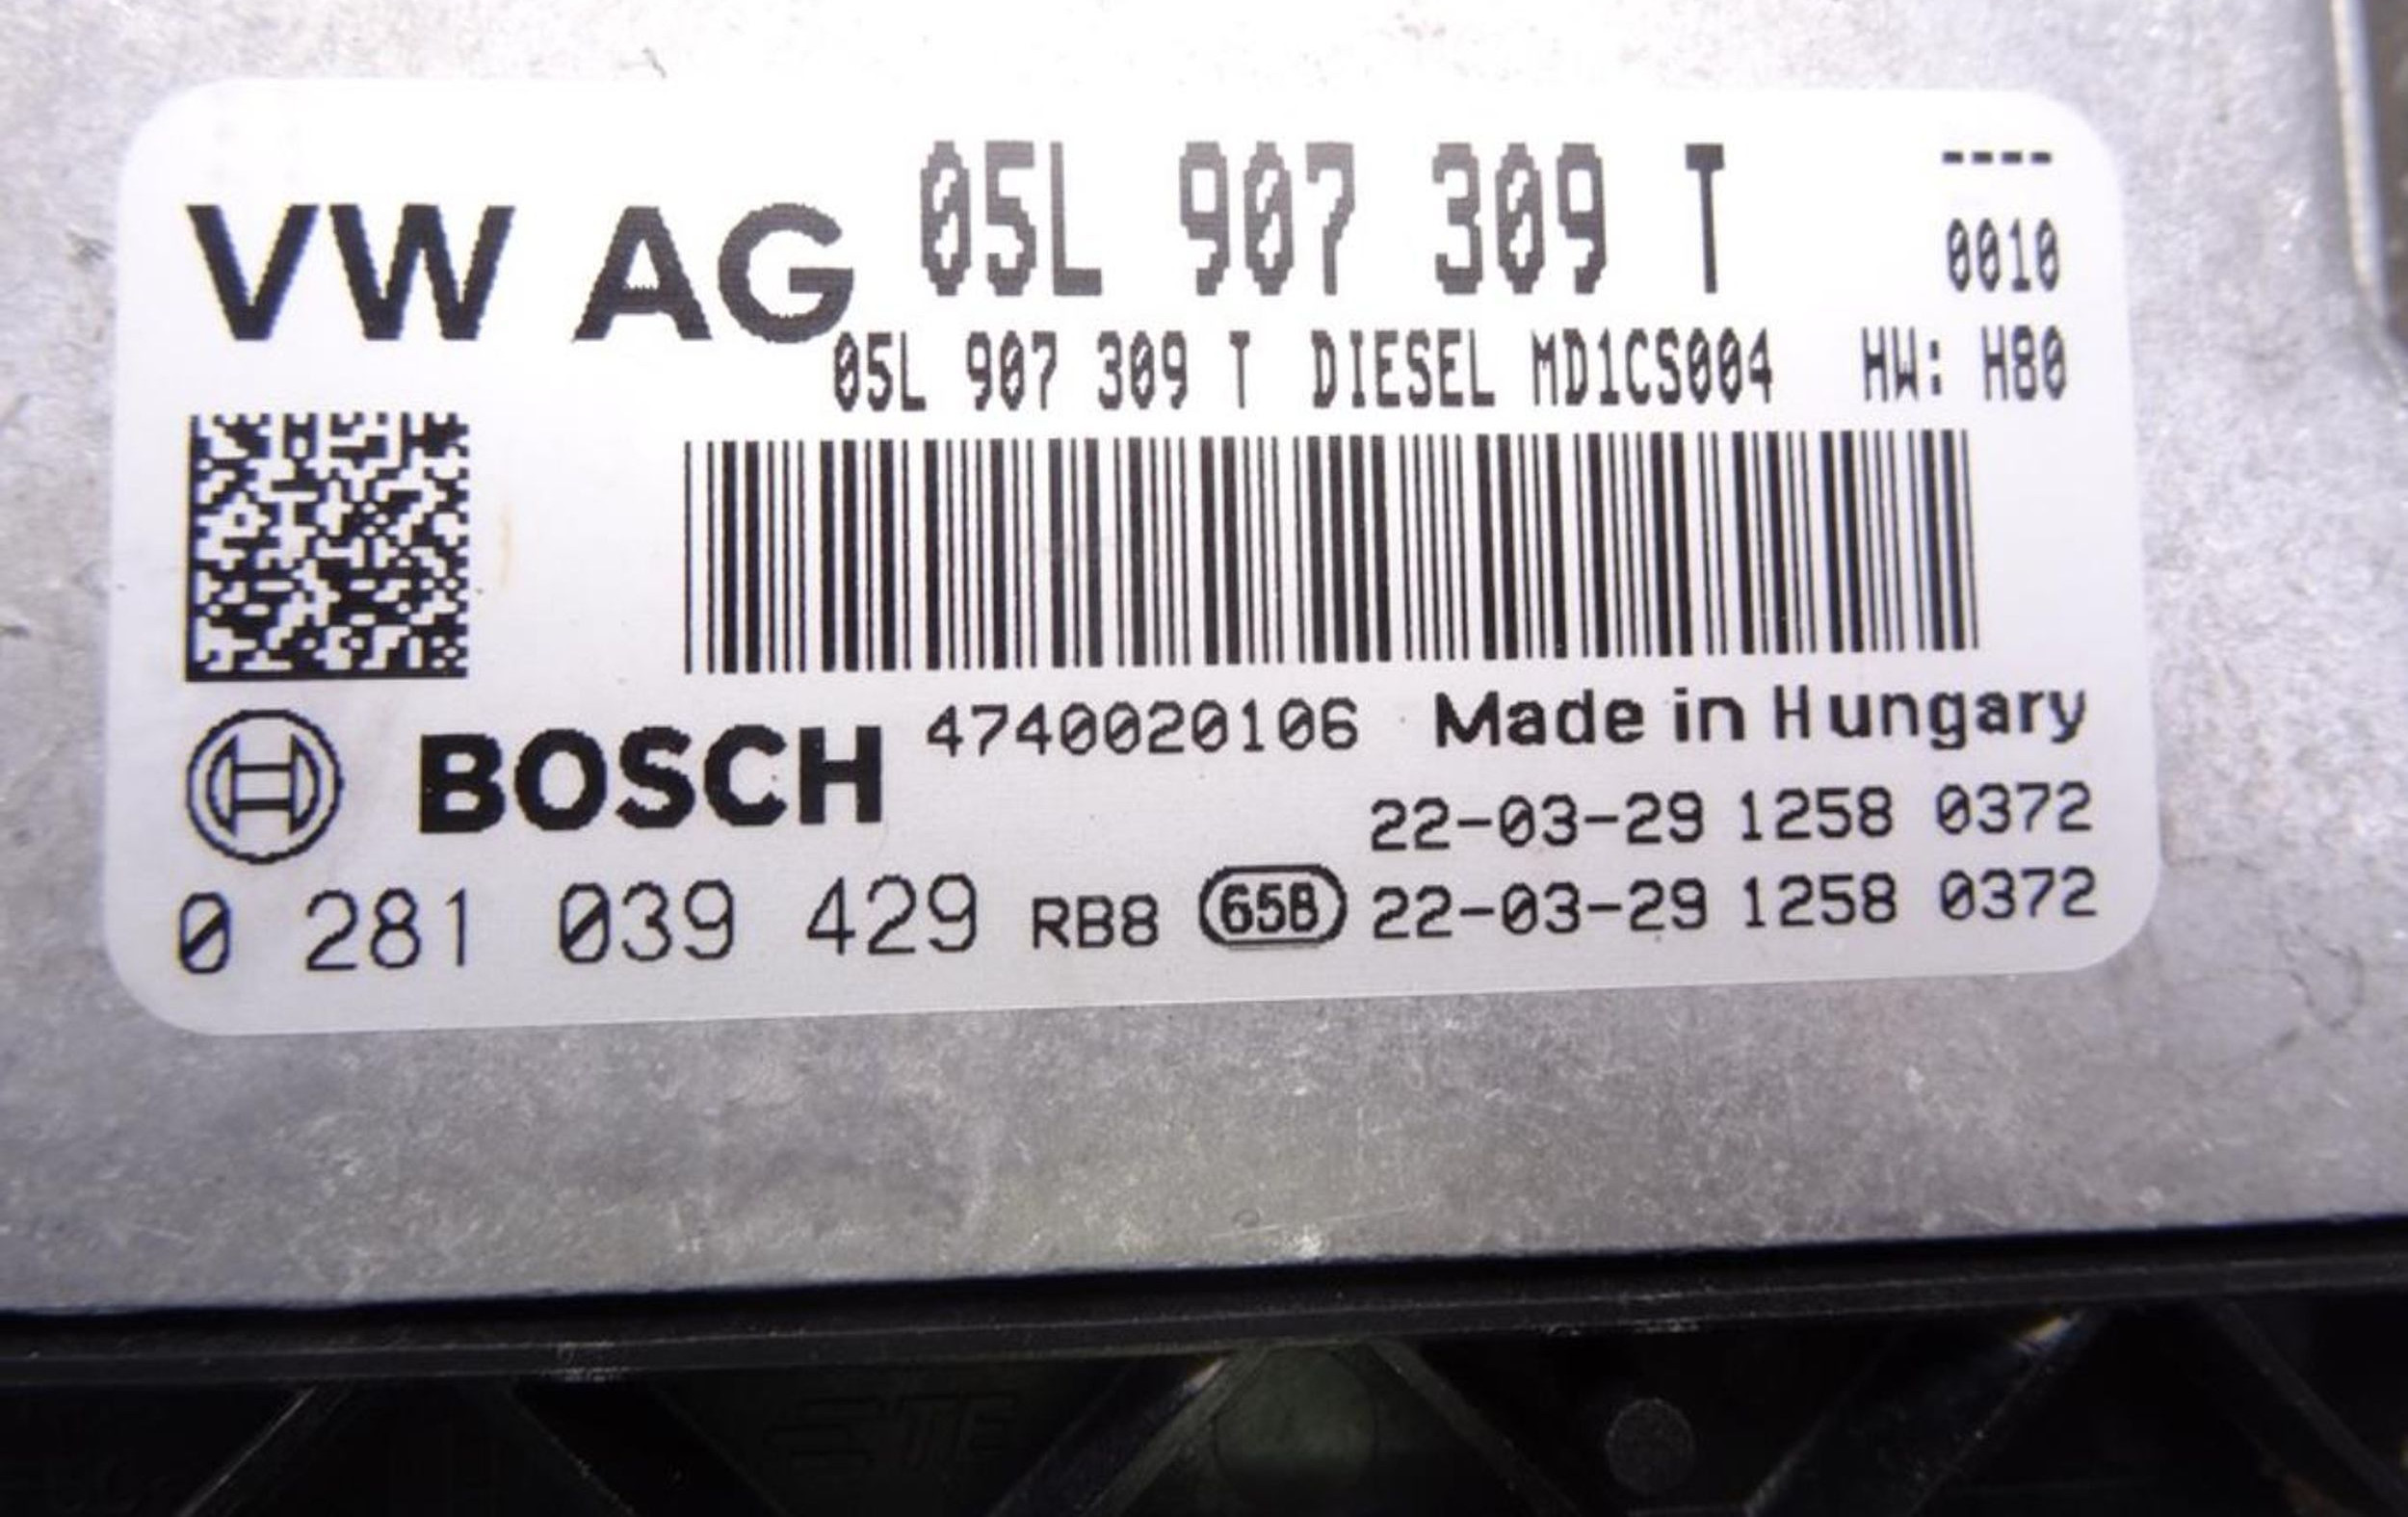 VW AG 05L 907 309 T ----
0010
05L 907 309 T DIESEL MD1CS004 HW: H80
BOSCH 4740020106 Made in Hungary
22-03-29 1258 0372
0 281 039 429 RB8 65B 22-03-29 1258 0372